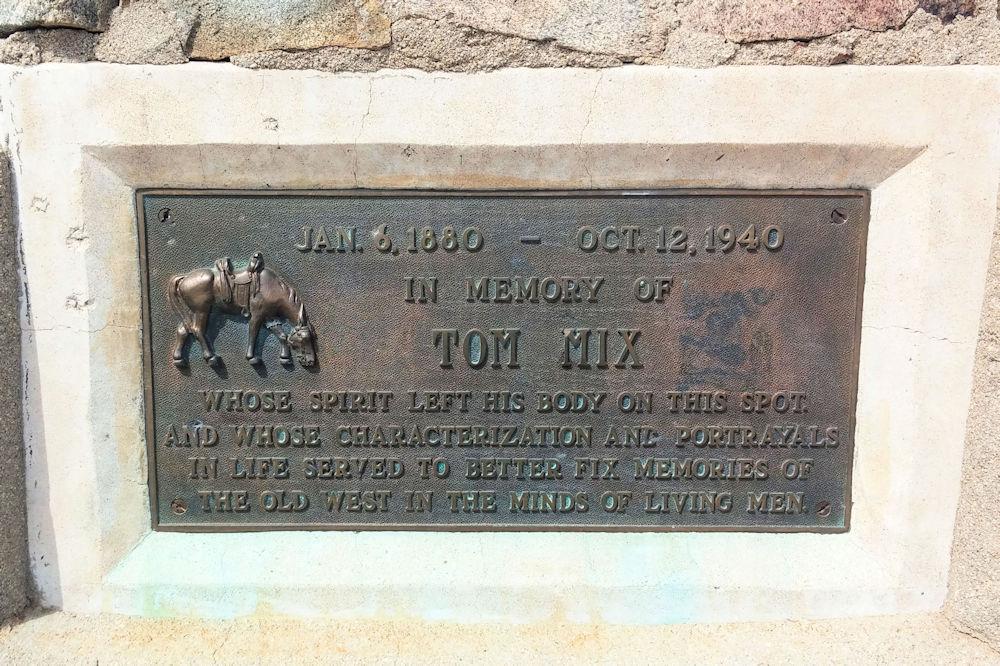 JAN. 6, 1880 – OCT. 12, 1940
IN MEMORY OF
TOM MIX
WHOSE SPIRIT LEFT HIS BODY ON THIS SPOT.
AND WHOSE CHARACTERIZATION AND PORTRAYALS
IN LIFE SERVED TO BETTER FIX MEMORIES OF
THE OLD WEST IN THE MINDS OF LIVING MEN.